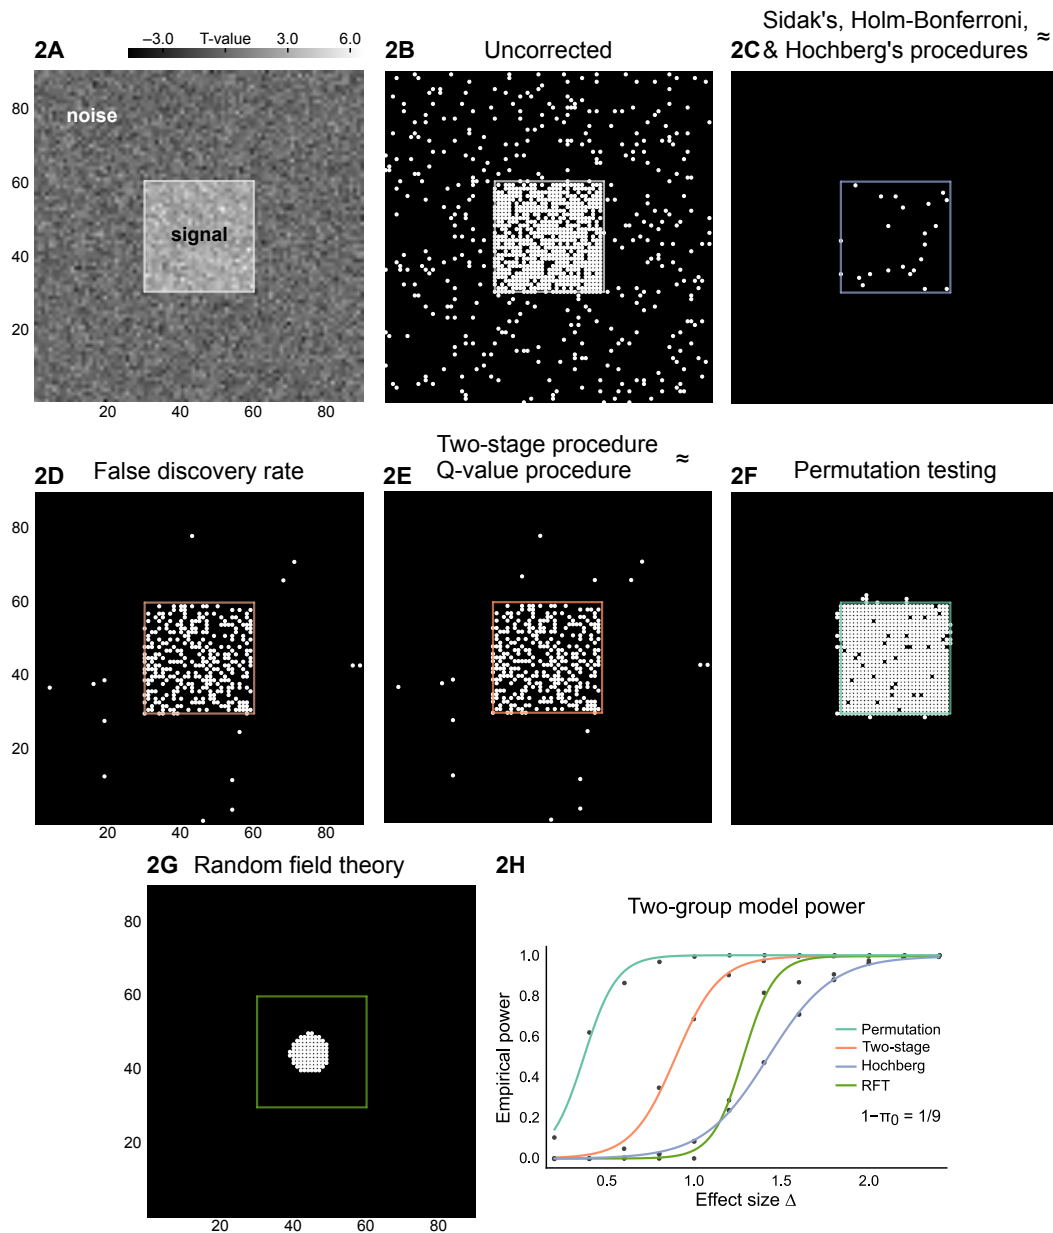 2A
−3.0 T-value 3.0 6.0
noise
signal
80
60
40
20
20 40 60 80
2B Uncorrected
Sidak's, Holm-Bonferroni,
2C & Hochberg's procedures ≈
2D False discovery rate
80
60
40
20
20 40 60 80
Two-stage procedure
2E Q-value procedure ≈
2F Permutation testing
2G Random field theory
80
60
40
20
20 40 60 80
2H
Two-group model power
Empirical power
1.0
0.8
0.6
0.4
0.2
0.0
0.5 1.0 1.5 2.0
Effect size Δ
Permutation
Two-stage
Hochberg
RFT
1−π0 = 1/9